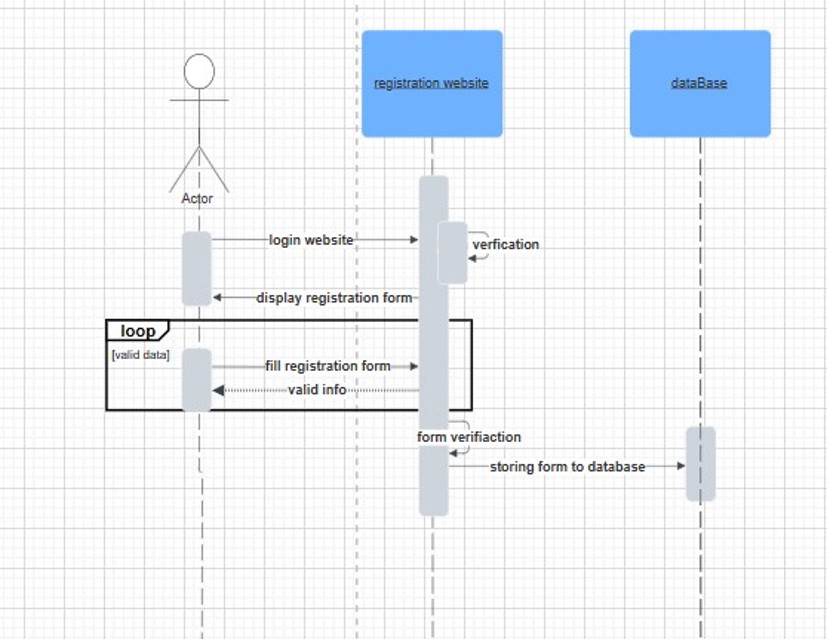 registration website
dataBase
Actor
login website
verfication
display registration form
loop
[valid data]
fill registration form
valid info
form verifiaction
storing form to database